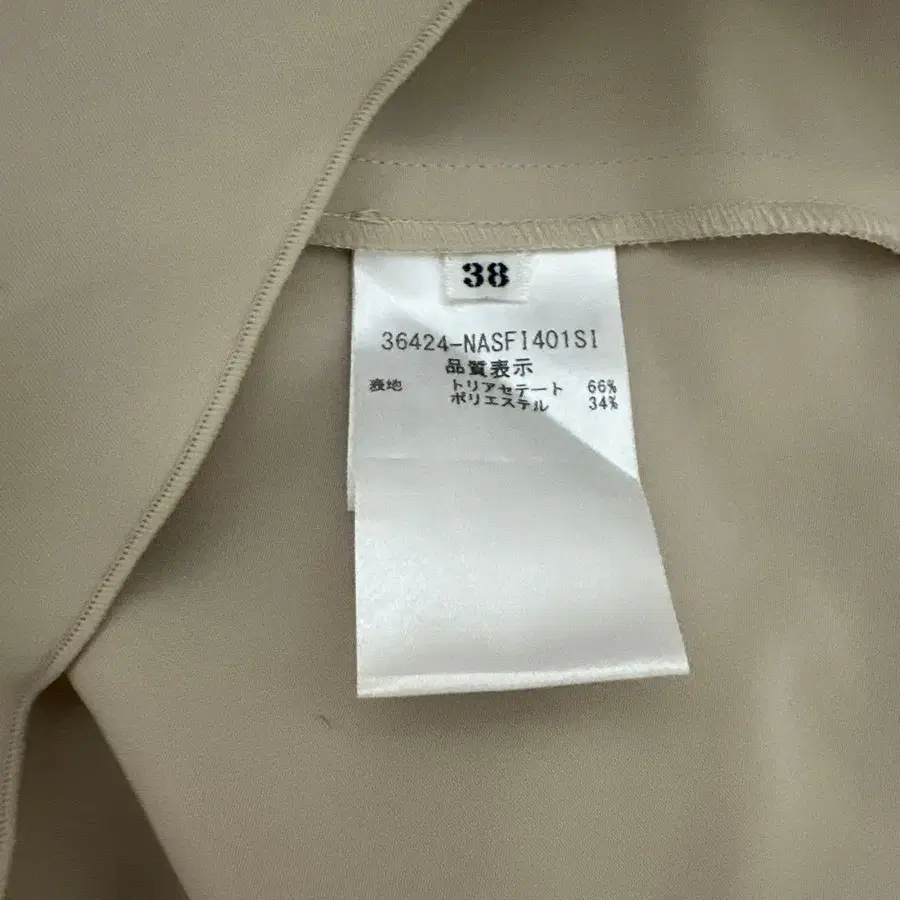 38
36424-NASFI401SI
品質表示
表地 トリアセテート 66%
ポリエステル 34%